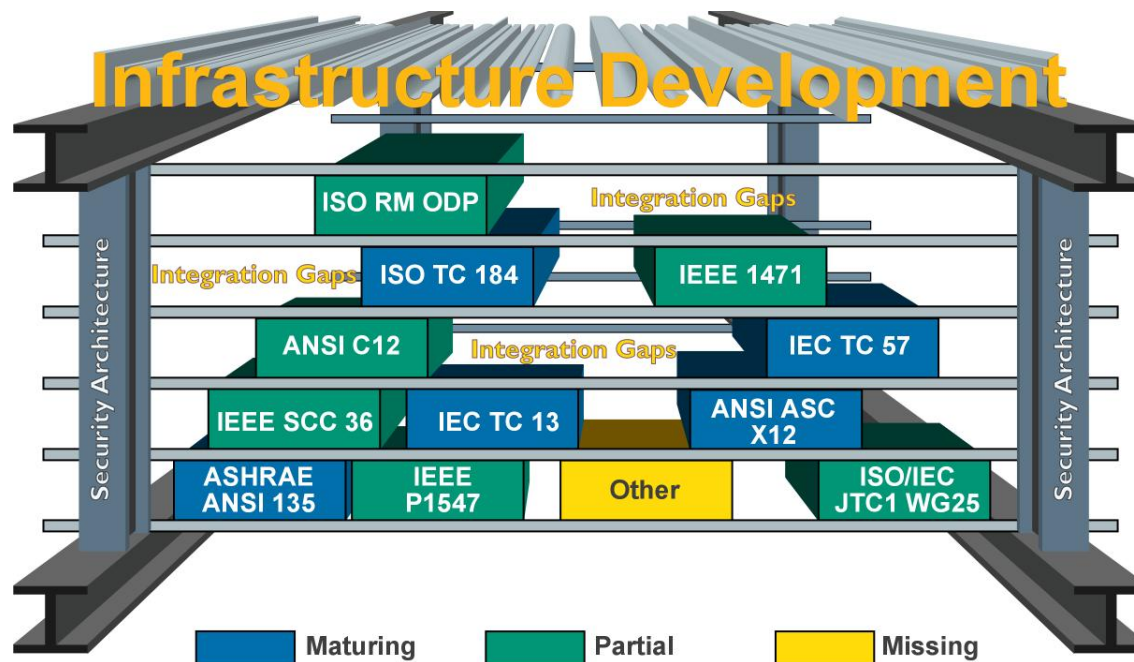 Infrastructure Development
ISO RM ODP
Integration Gaps
Integration Gaps
ISO TC 184
IEEE 1471
ANSI C12
Integration Gaps
IEC TC 57
IEEE SCC 36
IEC TC 13
ANSI ASC
X12
ASHRAE
ANSI 135
IEEE
P1547
Other
ISO/IEC
JTC1 WG25
Security Architecture
Security Architecture
Maturing
Partial
Missing